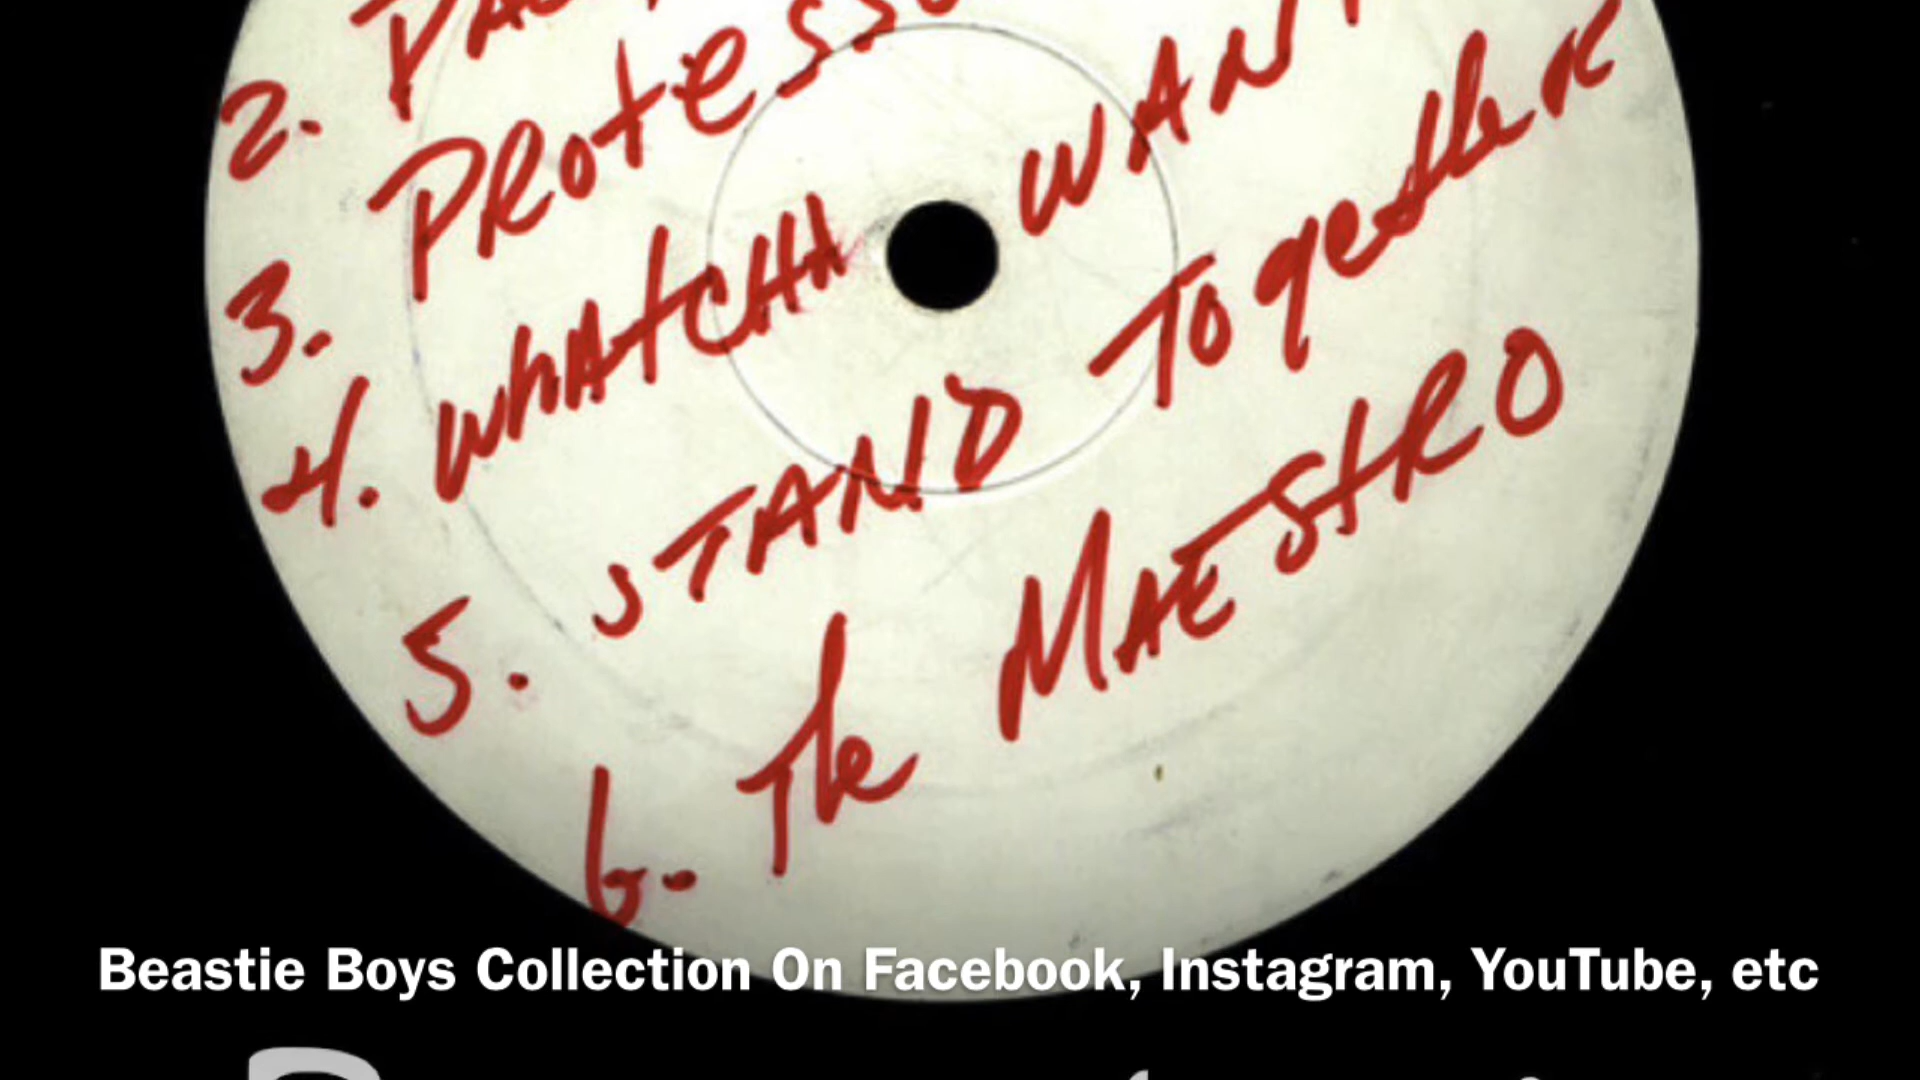 2.
3.
4. WhATCHA WANT
5. STAND TogetheR
6. The MAESTRO
Beastie Boys Collection On Facebook, Instagram, YouTube, etc